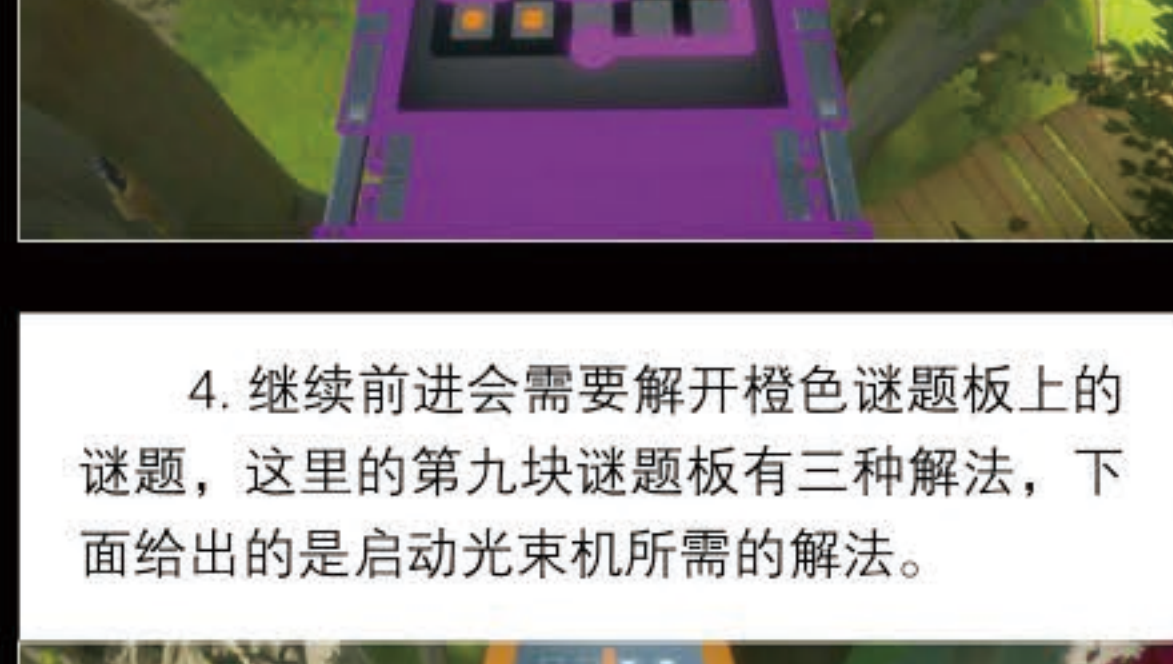 4. 继续前进会需要解开橙色谜题板上的
谜题，这里的第九块谜题板有三种解法，下
面给出的是启动光束机所需的解法。